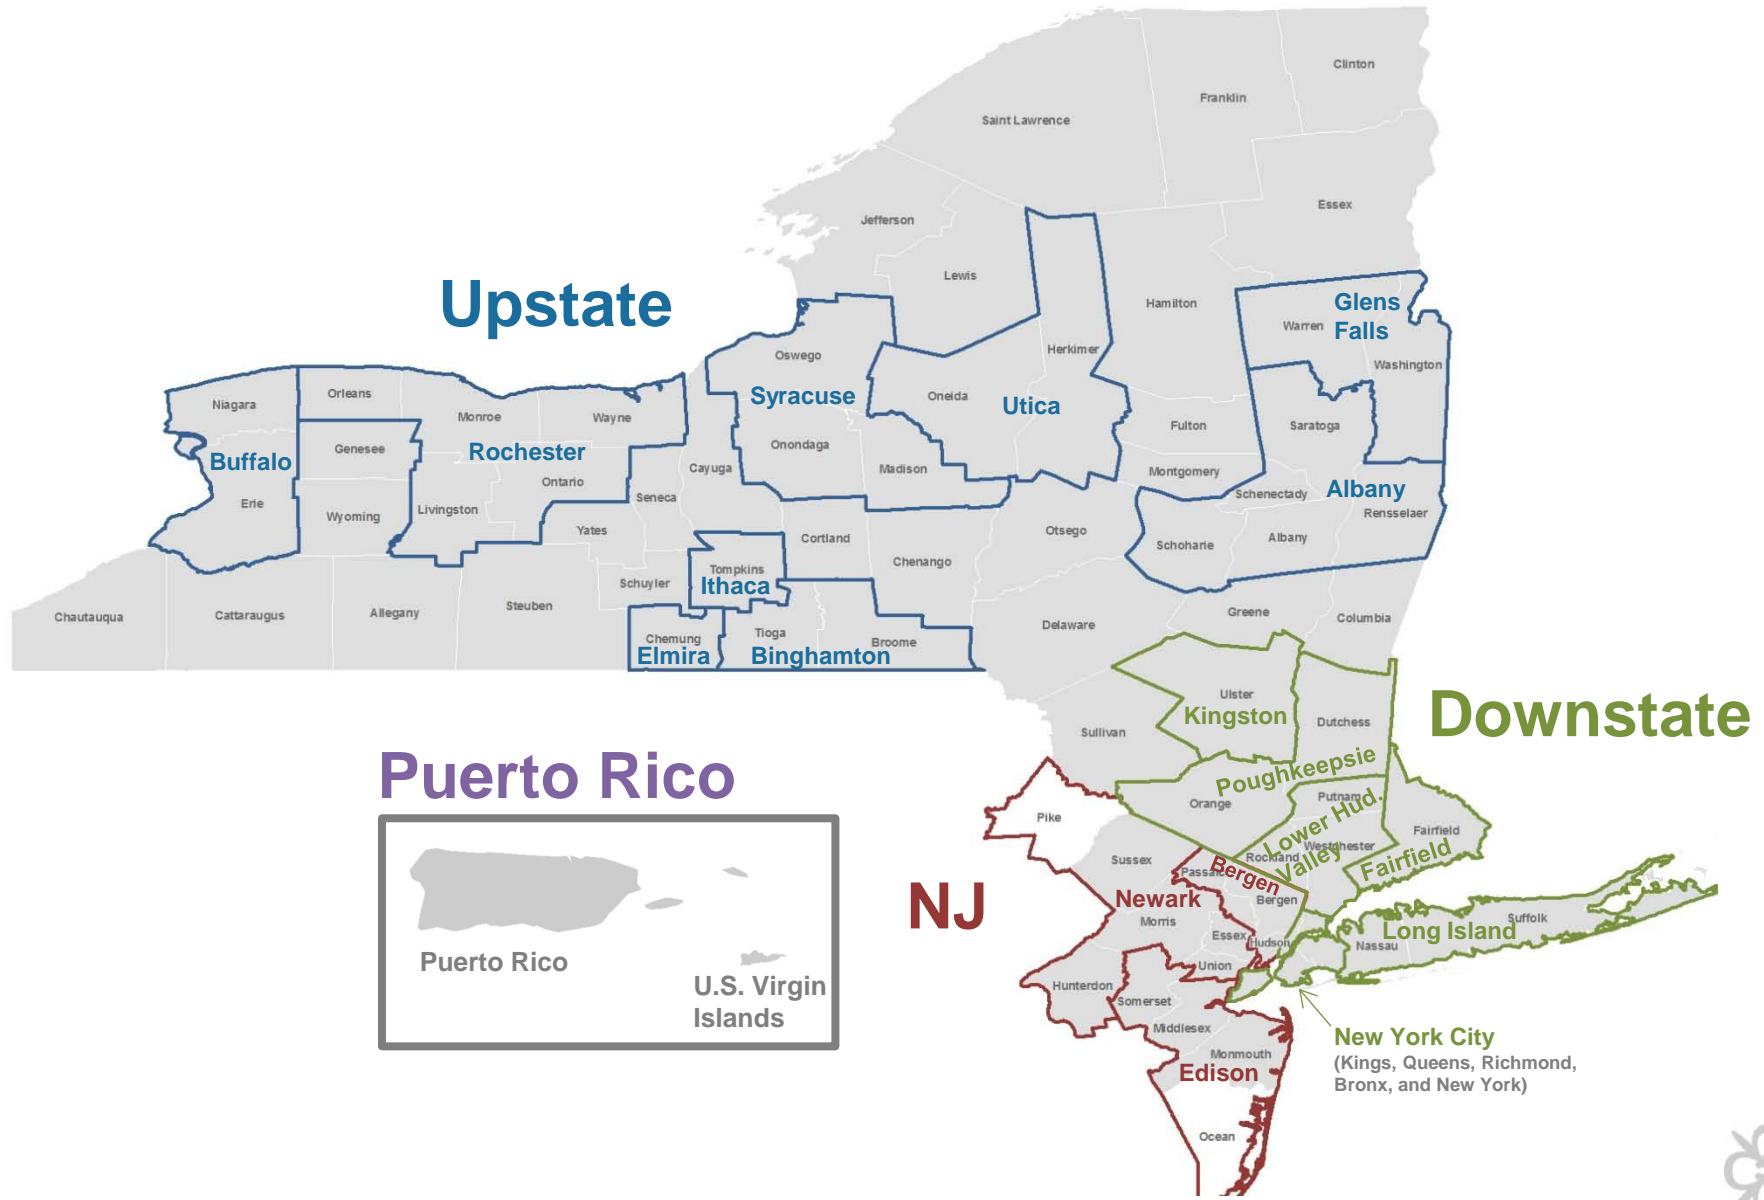 Clinton
Franklin
Saint Lawrence
Essex
Jefferson
Lewis
Hamilton
Upstate
Glens
Falls
Warren
Washington
Herkimer
Oswego
Syracuse
Oneida
Utica
Orleans
Niagara
Monroe
Wayne
Fulton
Saratoga
Onondaga
Genesee
Rochester
Buffalo
Cayuga
Madison
Montgomery
Ontario
Seneca
Schenectady
Albany
Erie
Wyoming
Livingston
Rensselaer
Yates
Cortland
Otsego
Schoharie
Albany
Chenango
Tompkins
Ithaca
Schuyler
Steuben
Chautauqua
Cattaraugus
Allegany
Greene
Columbia
Delaware
Chemung
Elmira
Tioga
Broome
Binghamton
Ulster
Kingston
Dutchess
Downstate
Sullivan
Puerto Rico
Poughkeepsie
Orange
Putnam
Lower Hud.
Valley
Pike
Rockland
Westchester
Fairfield
Fairfield
Sussex
Passaic
Bergen
Bergen
NJ
Newark
Morris
Essex
Hudson
Suffolk
Long Island
Nassau
Union
Puerto Rico
U.S. Virgin
Islands
Hunterdon
Somerset
Middlesex
Monmouth
Edison
New York City
(Kings, Queens, Richmond,
Bronx, and New York)
Ocean